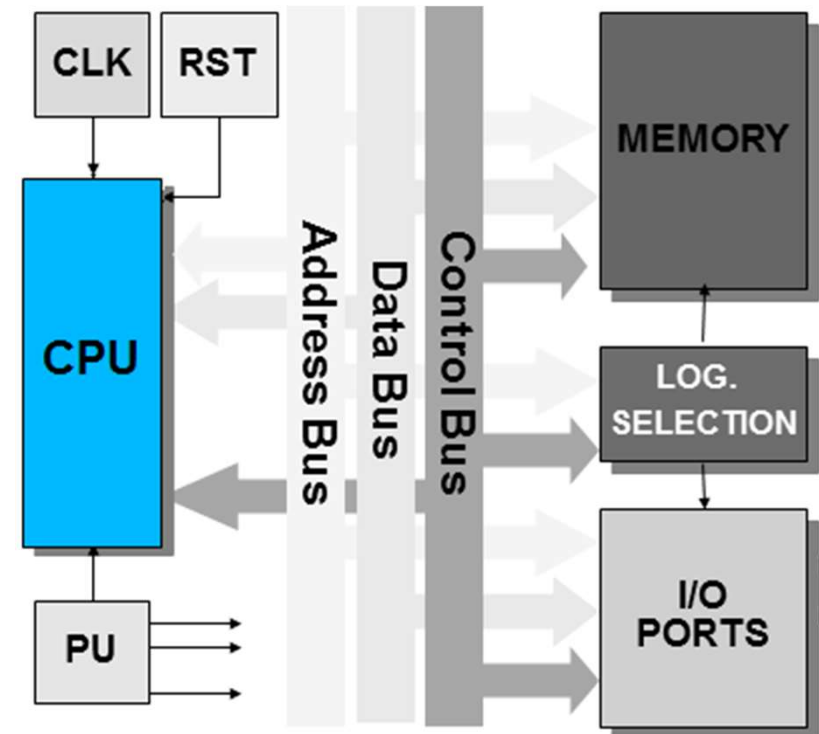 CLK
RST
MEMORY
CPU
Address Bus
Data Bus
Control Bus
LOG.
SELECTION
PU
I/O
PORTS